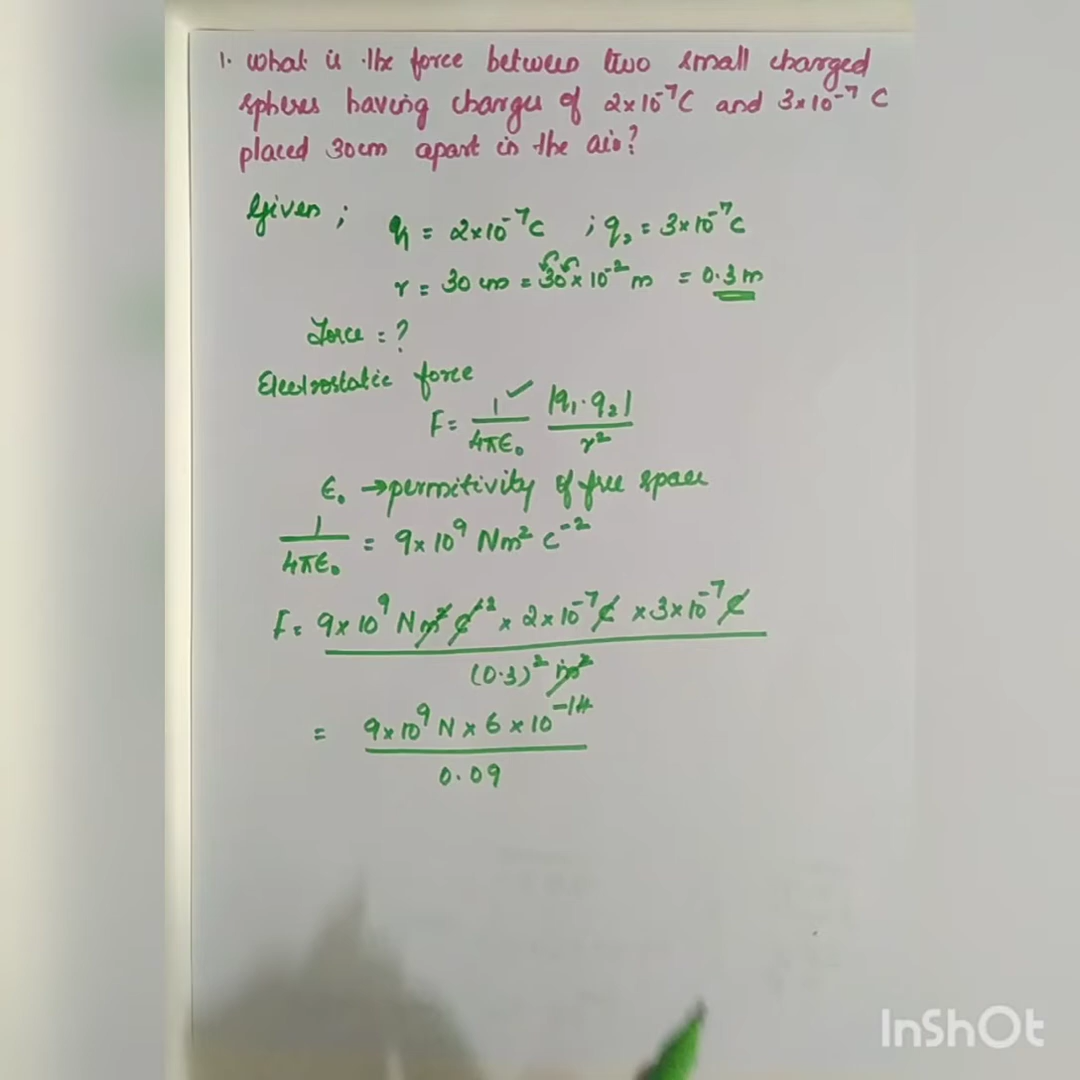 1. What is the force between two small charged
spheres having charges of 2×10⁻⁷C and 3×10⁻⁷ C
placed 30cm apart in the air?
Given ; q₁ = 2×10⁻⁷C ; q₂ = 3×10⁻⁷C
r = 30 cm = 30×10⁻² m = 0.3m
Force = ?
Electrostatic force
F = 1/4πε₀ |q₁.q₂|/r²
ε₀ → permitivity of free space
1/4πε₀ = 9×10⁹ Nm² C⁻²
F = 9×10⁹ Nm² C⁻² × 2×10⁻⁷C × 3×10⁻⁷C
(0.3)² m²
= 9×10⁹ N × 6×10⁻¹⁴
0.09
InShOt